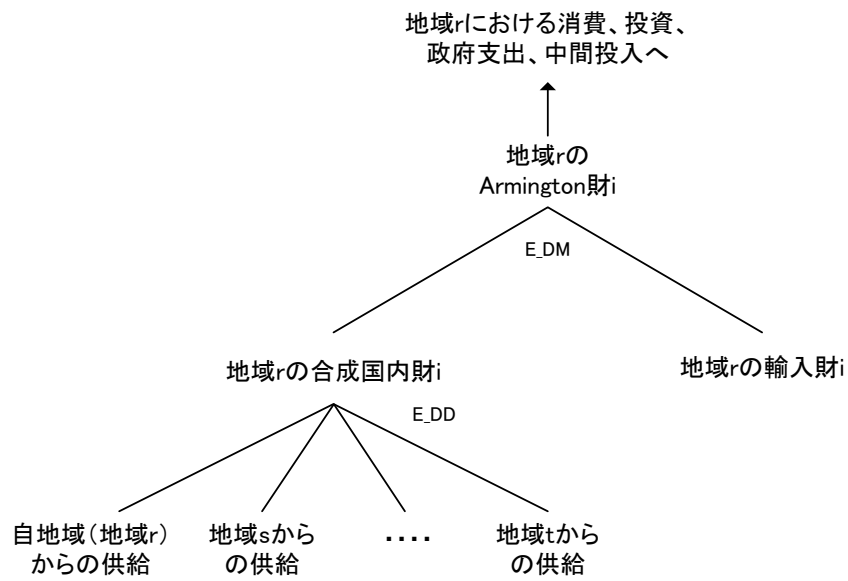 地域rにおける消費、投資、
政府支出、中間投入へ
地域rの
Armington財i
E_DM
地域rの合成国内財i
地域rの輸入財i
E_DD
自地域(地域r)
からの供給
地域sから
の供給
‥‥
地域tから
の供給